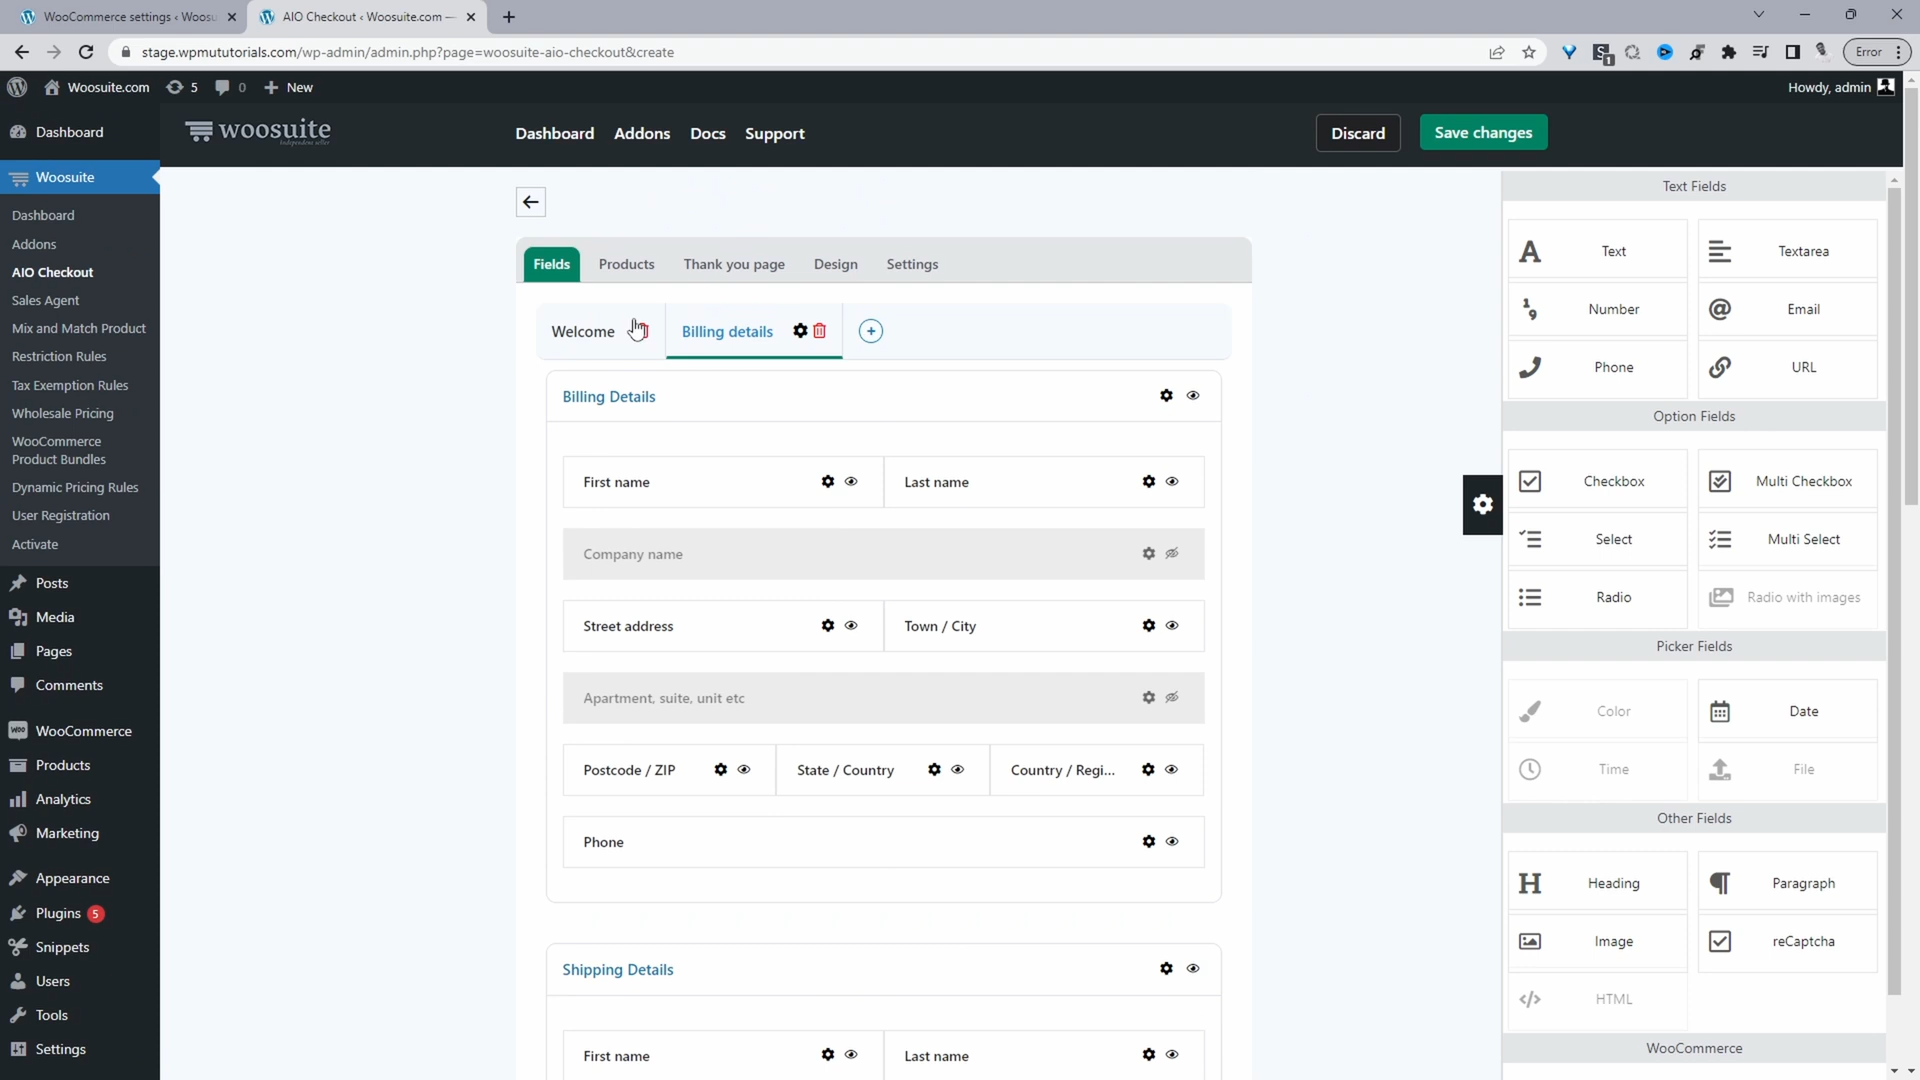 WooCommerce settings ‹ Woosu
AIO Checkout ‹ Woosuite.com —
stage.wpmututorials.com/wp-admin/admin.php?page=woosuite-aio-checkout&create
1
Error
Woosuite.com
5
0
New
Howdy, admin
woosuite
Independent seller
Dashboard
Addons
Docs
Support
Discard
Save changes
Dashboard
Woosuite
Dashboard
Addons
AIO Checkout
Sales Agent
Mix and Match Product
Restriction Rules
Tax Exemption Rules
Wholesale Pricing
WooCommerce
Product Bundles
Dynamic Pricing Rules
User Registration
Activate
Posts
Media
Pages
Comments
WooCommerce
Products
Analytics
Marketing
Appearance
Plugins 5
Snippets
Users
Tools
Settings
Fields
Products
Thank you page
Design
Settings
Welcome
Billing details
Billing Details
First name
Last name
Company name
Street address
Town / City
Apartment, suite, unit etc
Postcode / ZIP
State / Country
Country / Regi...
Phone
Shipping Details
First name
Last name
Text Fields
Text
Textarea
Number
Email
Phone
URL
Option Fields
Checkbox
Multi Checkbox
Select
Multi Select
Radio
Radio with images
Picker Fields
Color
Date
Time
File
Other Fields
Heading
Paragraph
Image
reCaptcha
HTML
WooCommerce